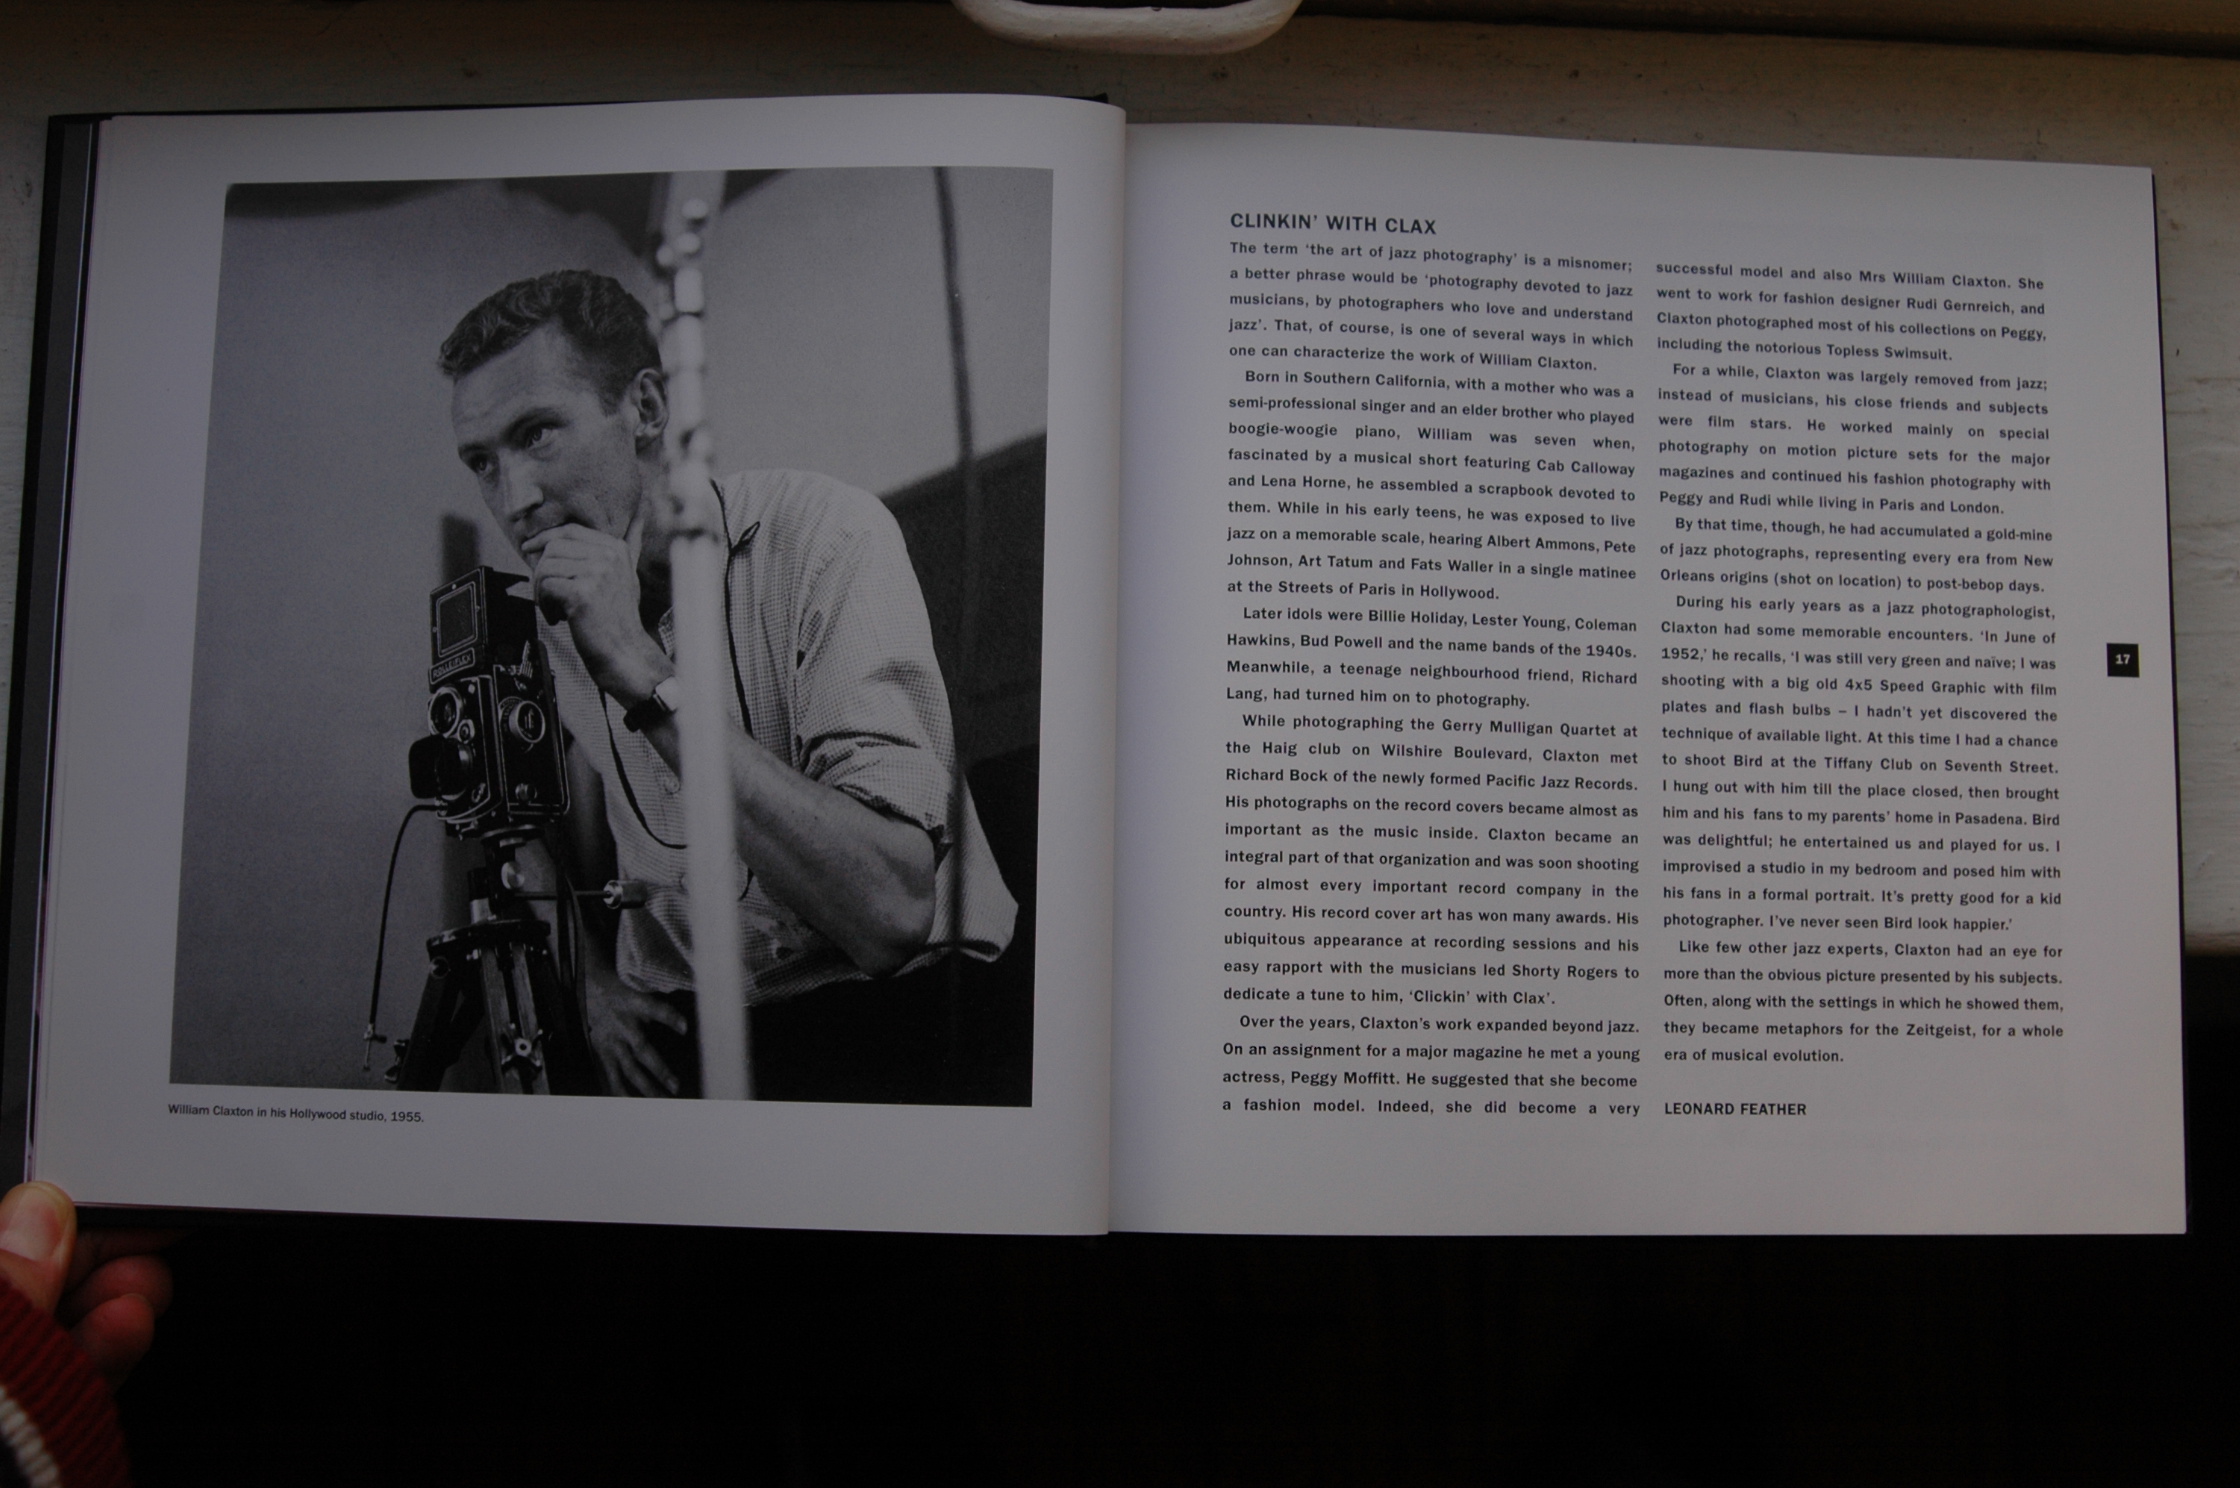 ROLLEIFLEX
William Claxton in his Hollywood studio, 1955.
CLINKIN' WITH CLAX
The term ‘the art of jazz photography’ is a misnomer;
a better phrase would be ‘photography devoted to jazz
musicians, by photographers who love and understand
jazz’. That, of course, is one of several ways in which
one can characterize the work of William Claxton.
Born in Southern California, with a mother who was a
semi-professional singer and an elder brother who played
boogie-woogie piano, William was seven when,
fascinated by a musical short featuring Cab Calloway
and Lena Horne, he assembled a scrapbook devoted to
them. While in his early teens, he was exposed to live
jazz on a memorable scale, hearing Albert Ammons, Pete
Johnson, Art Tatum and Fats Waller in a single matinee
at the Streets of Paris in Hollywood.
Later idols were Billie Holiday, Lester Young, Coleman
Hawkins, Bud Powell and the name bands of the 1940s.
Meanwhile, a teenage neighbourhood friend, Richard
Lang, had turned him on to photography.
While photographing the Gerry Mulligan Quartet at
the Haig club on Wilshire Boulevard, Claxton met
Richard Bock of the newly formed Pacific Jazz Records.
His photographs on the record covers became almost as
important as the music inside. Claxton became an
integral part of that organization and was soon shooting
for almost every important record company in the
country. His record cover art has won many awards. His
ubiquitous appearance at recording sessions and his
easy rapport with the musicians led Shorty Rogers to
dedicate a tune to him, ‘Clickin’ with Clax’.
Over the years, Claxton’s work expanded beyond jazz.
On an assignment for a major magazine he met a young
actress, Peggy Moffitt. He suggested that she become
a fashion model. Indeed, she did become a very
successful model and also Mrs William Claxton. She
went to work for fashion designer Rudi Gernreich, and
Claxton photographed most of his collections on Peggy,
including the notorious Topless Swimsuit.
For a while, Claxton was largely removed from jazz;
instead of musicians, his close friends and subjects
were film stars. He worked mainly on special
photography on motion picture sets for the major
magazines and continued his fashion photography with
Peggy and Rudi while living in Paris and London.
By that time, though, he had accumulated a gold-mine
of jazz photographs, representing every era from New
Orleans origins (shot on location) to post-bebop days.
During his early years as a jazz photographologist,
Claxton had some memorable encounters. ‘In June of
1952,’ he recalls, ‘I was still very green and naïve; I was
shooting with a big old 4x5 Speed Graphic with film
plates and flash bulbs – I hadn’t yet discovered the
technique of available light. At this time I had a chance
to shoot Bird at the Tiffany Club on Seventh Street.
I hung out with him till the place closed, then brought
him and his fans to my parents’ home in Pasadena. Bird
was delightful; he entertained us and played for us. I
improvised a studio in my bedroom and posed him with
his fans in a formal portrait. It’s pretty good for a kid
photographer. I’ve never seen Bird look happier.’
Like few other jazz experts, Claxton had an eye for
more than the obvious picture presented by his subjects.
Often, along with the settings in which he showed them,
they became metaphors for the Zeitgeist, for a whole
era of musical evolution.
LEONARD FEATHER
17